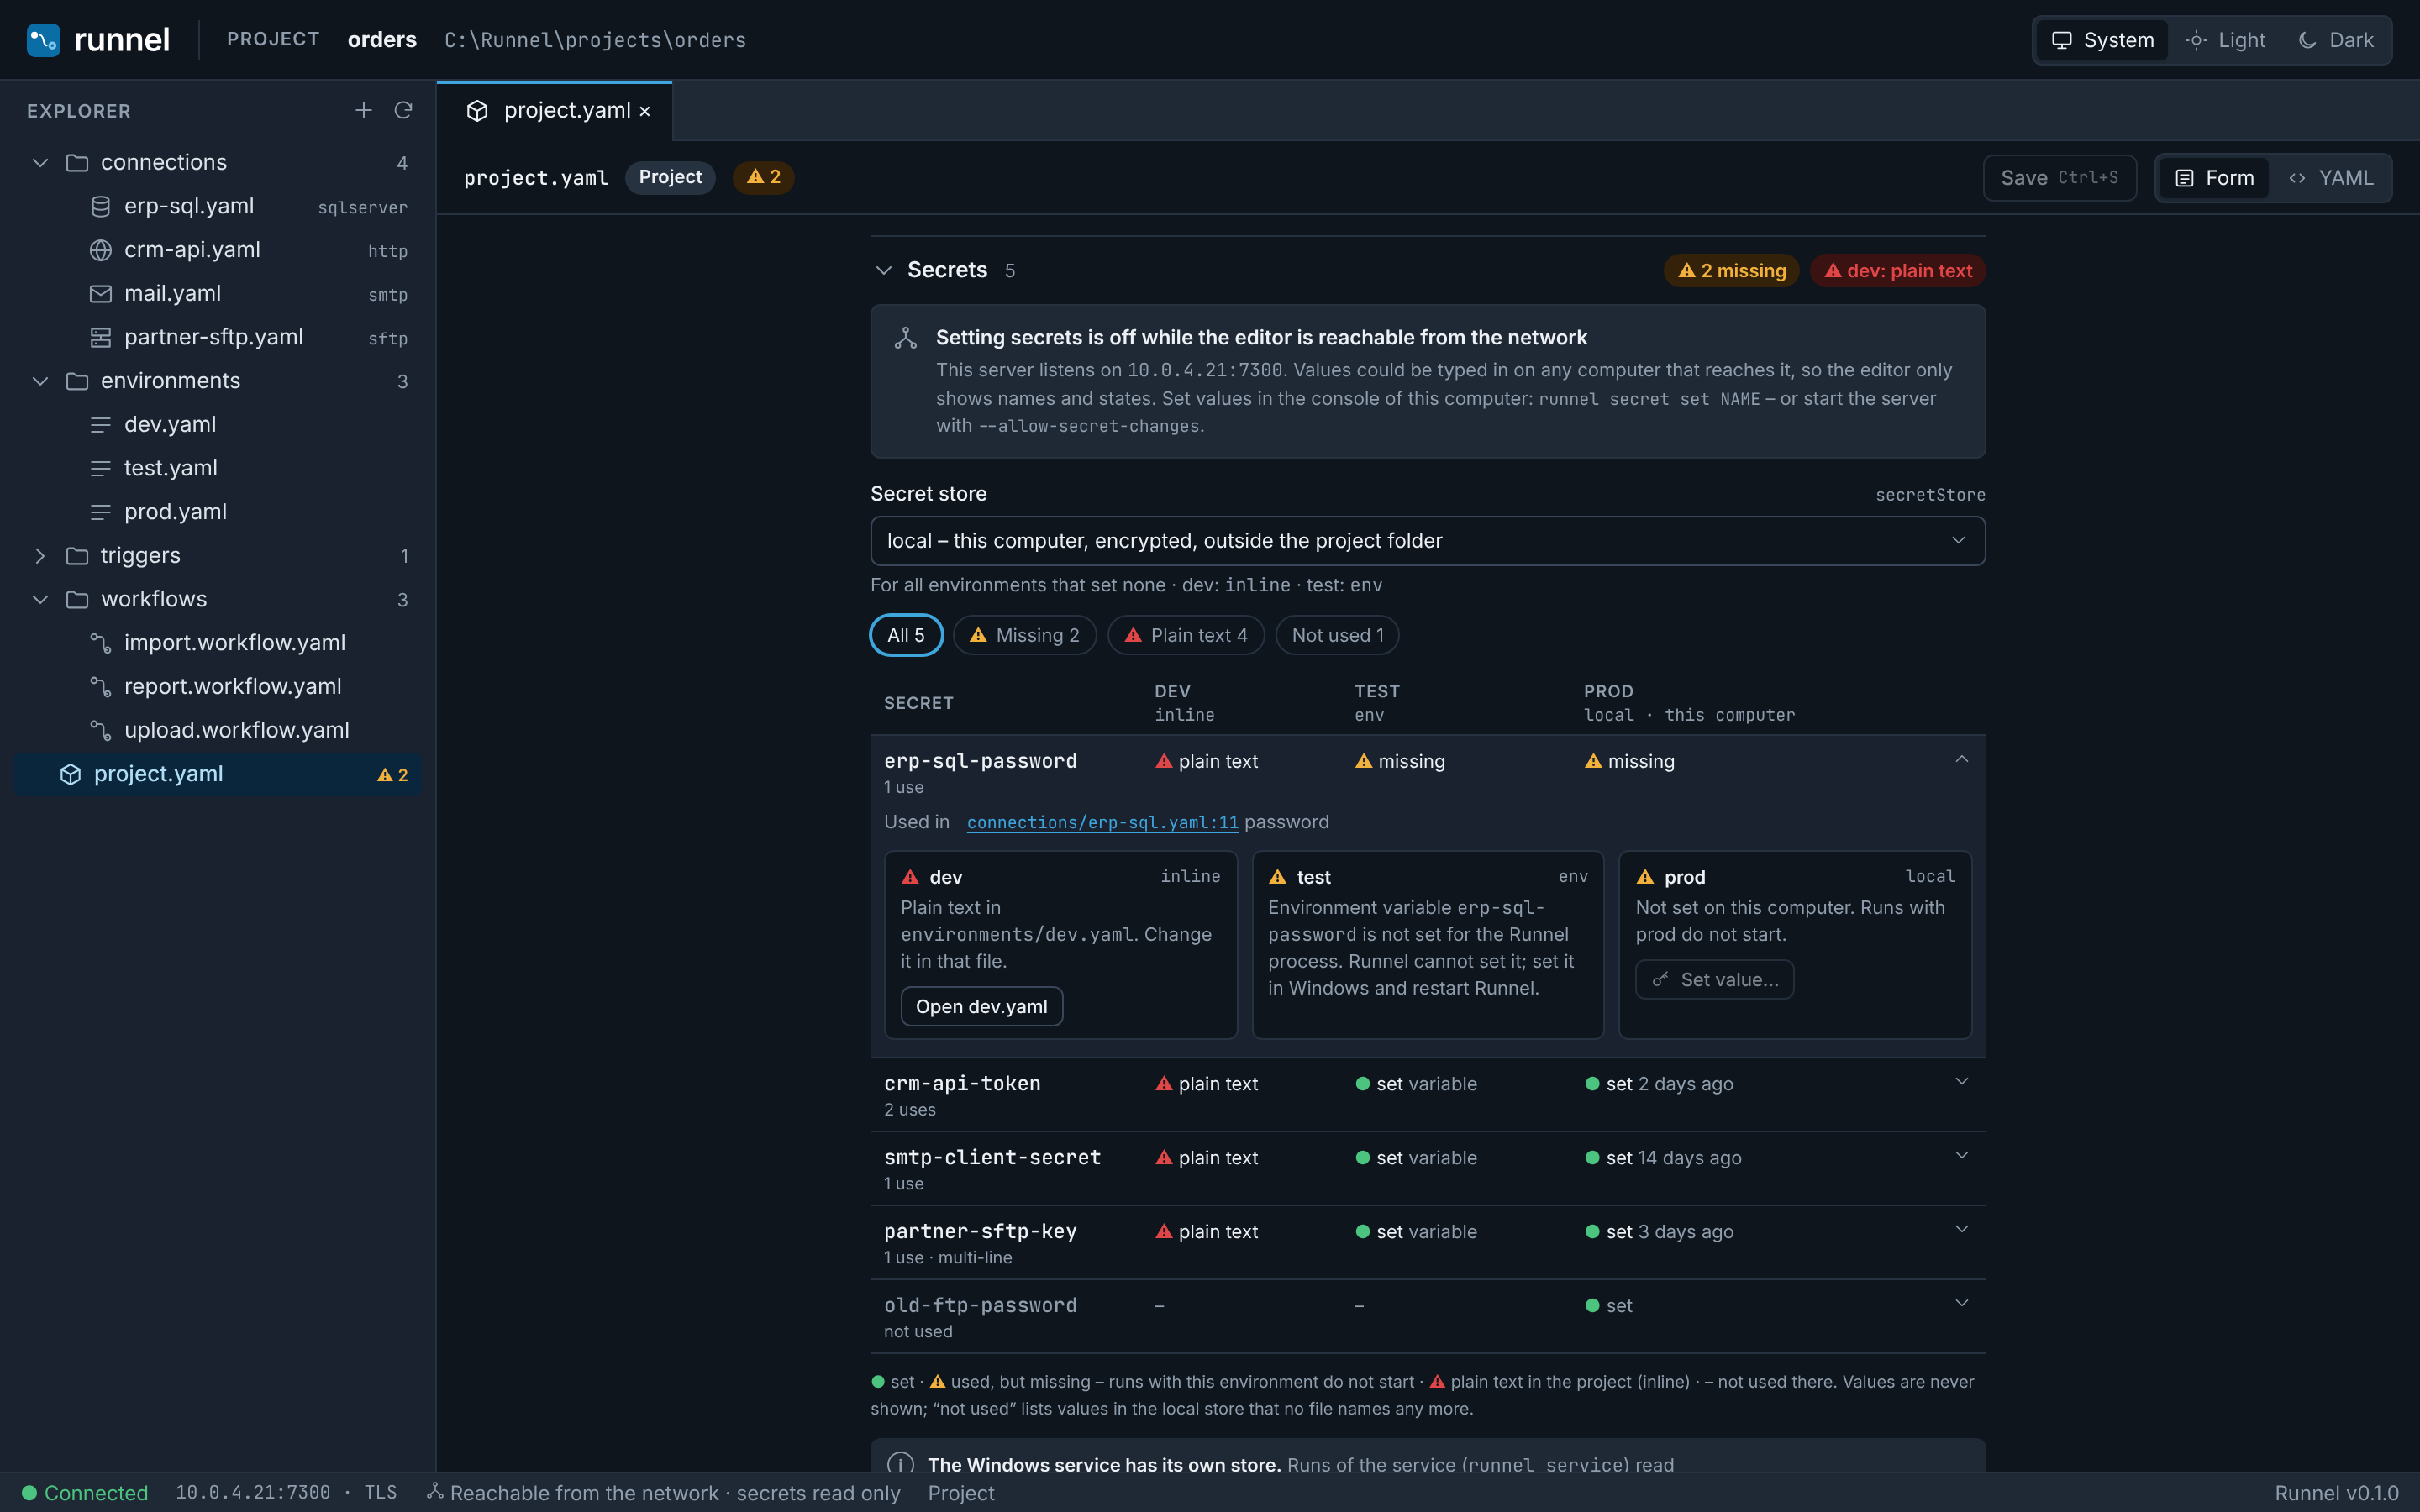 runnel PROJECT orders C:\Runnel\projects\orders System Light Dark
EXPLORER
project.yaml ×
connections 4
erp-sql.yaml sqlserver
crm-api.yaml http
mail.yaml smtp
partner-sftp.yaml sftp
environments 3
dev.yaml
test.yaml
prod.yaml
triggers 1
workflows 3
import.workflow.yaml
report.workflow.yaml
upload.workflow.yaml
project.yaml 2
project.yaml Project 2 Save Ctrl+S Form YAML
Secrets 5 2 missing dev: plain text
Setting secrets is off while the editor is reachable from the network
This server listens on 10.0.4.21:7300. Values could be typed in on any computer that reaches it, so the editor only
shows names and states. Set values in the console of this computer: runnel secret set NAME – or start the server
with --allow-secret-changes.
Secret store secretStore
local – this computer, encrypted, outside the project folder
For all environments that set none · dev: inline · test: env
All 5 Missing 2 Plain text 4 Not used 1
SECRET DEV TEST PROD
inline env local · this computer
erp-sql-password plain text missing missing
1 use
Used in connections/erp-sql.yaml:11 password
dev inline
Plain text in
environments/dev.yaml. Change
it in that file.
Open dev.yaml
test env
Environment variable erp-sql-
password is not set for the Runnel
process. Runnel cannot set it; set it
in Windows and restart Runnel.
prod local
Not set on this computer. Runs with
prod do not start.
Set value...
crm-api-token plain text set variable set 2 days ago
2 uses
smtp-client-secret plain text set variable set 14 days ago
1 use
partner-sftp-key plain text set variable set 3 days ago
1 use · multi-line
old-ftp-password – – set
not used
set · used, but missing – runs with this environment do not start · plain text in the project (inline) · – not used there. Values are never
shown; “not used” lists values in the local store that no file names any more.
The Windows service has its own store. Runs of the service (runnel service) read
Connected 10.0.4.21:7300 · TLS Reachable from the network · secrets read only Project Runnel v0.1.0